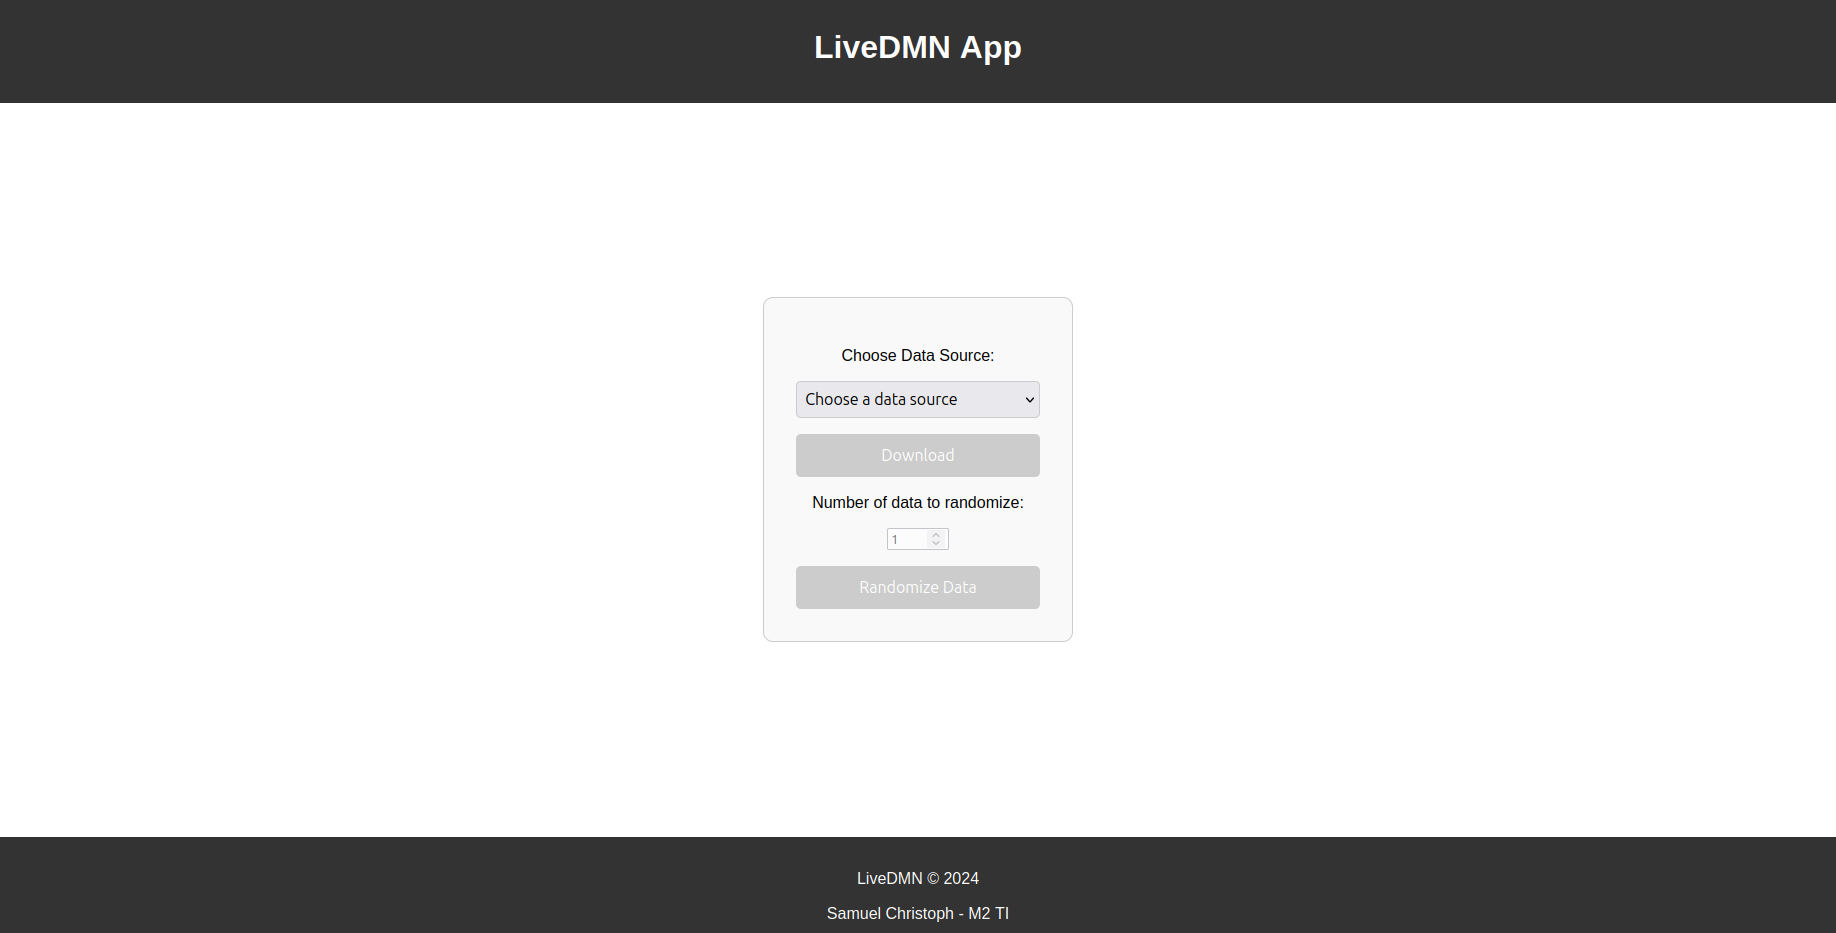 LiveDMN App
Choose Data Source:
Choose a data source
Download
Number of data to randomize:
1
Randomize Data
LiveDMN © 2024
Samuel Christoph - M2 TI